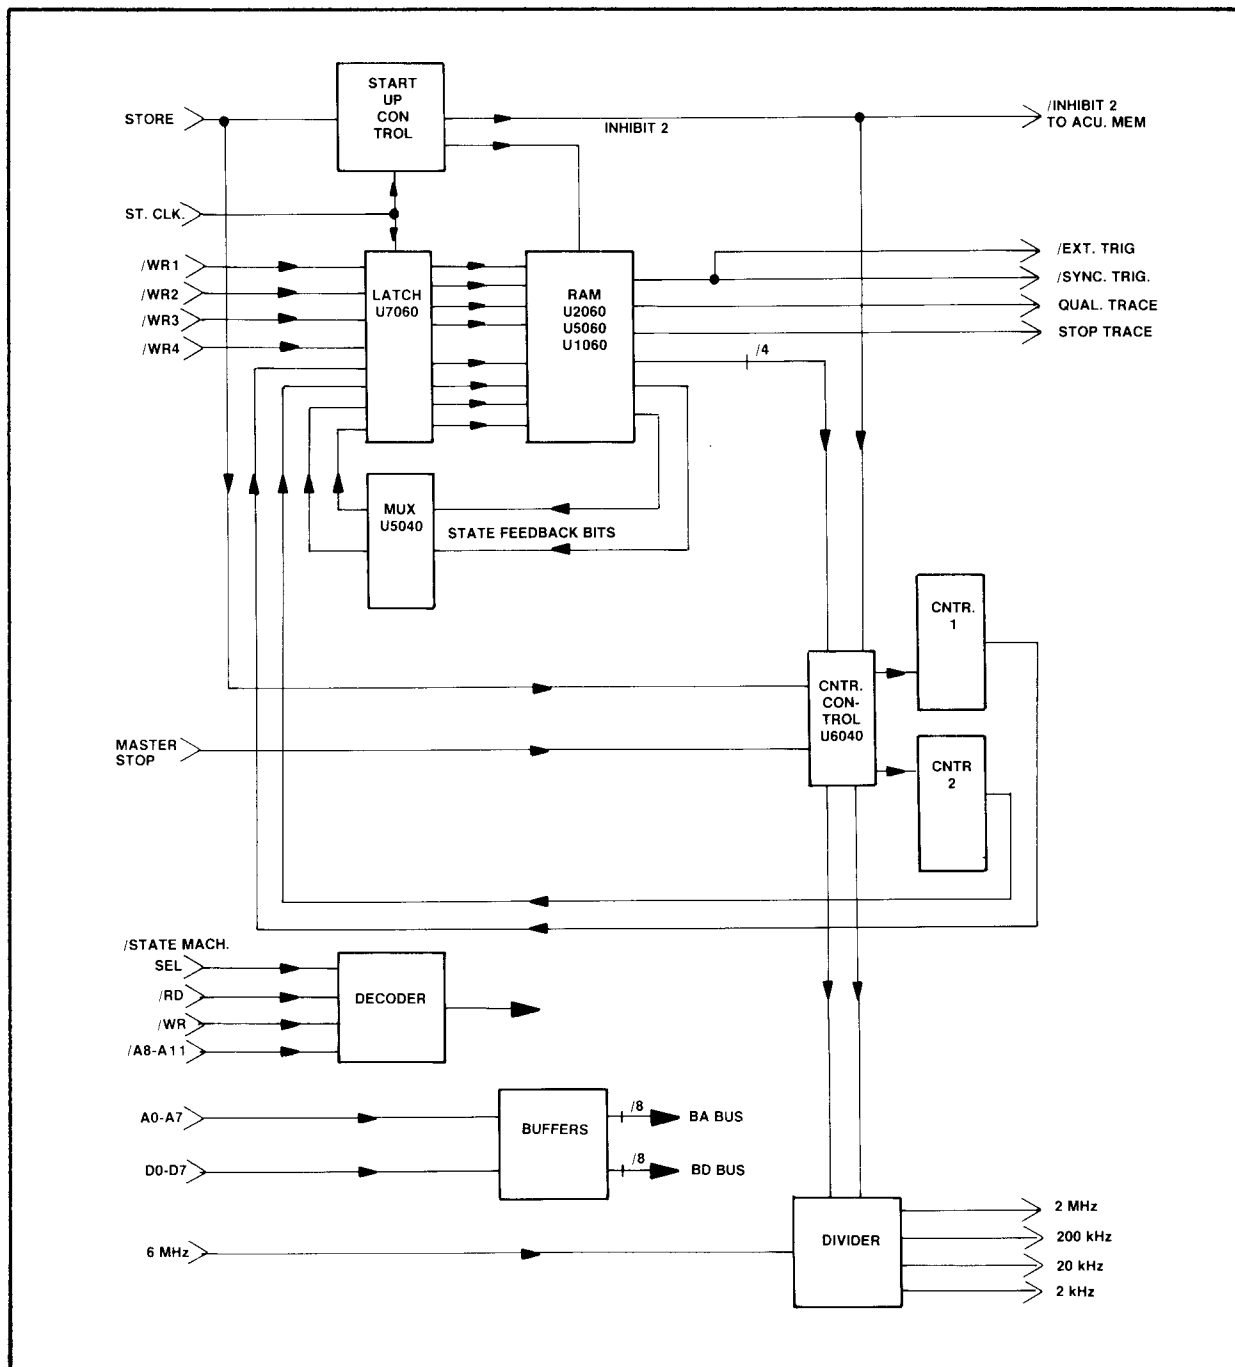 START
UP
CON
TROL
STORE
INHIBIT 2
/INHIBIT 2
TO ACU. MEM
ST. CLK.
/WR1
/WR2
/WR3
/WR4
LATCH
U7060
RAM
U2060
U5060
U1060
/EXT. TRIG
/SYNC. TRIG.
QUAL. TRACE
STOP TRACE
/4
MUX
U5040
STATE FEEDBACK BITS
CNTR.
1
CNTR.
CON-
TROL
U6040
MASTER
STOP
CNTR
2
/STATE MACH.
SEL
/RD
/WR
/A8-A11
DECODER
A0-A7
D0-D7
BUFFERS
/8
BA BUS
/8
BD BUS
6 MHz
DIVIDER
2 MHz
200 kHz
20 kHz
2 kHz